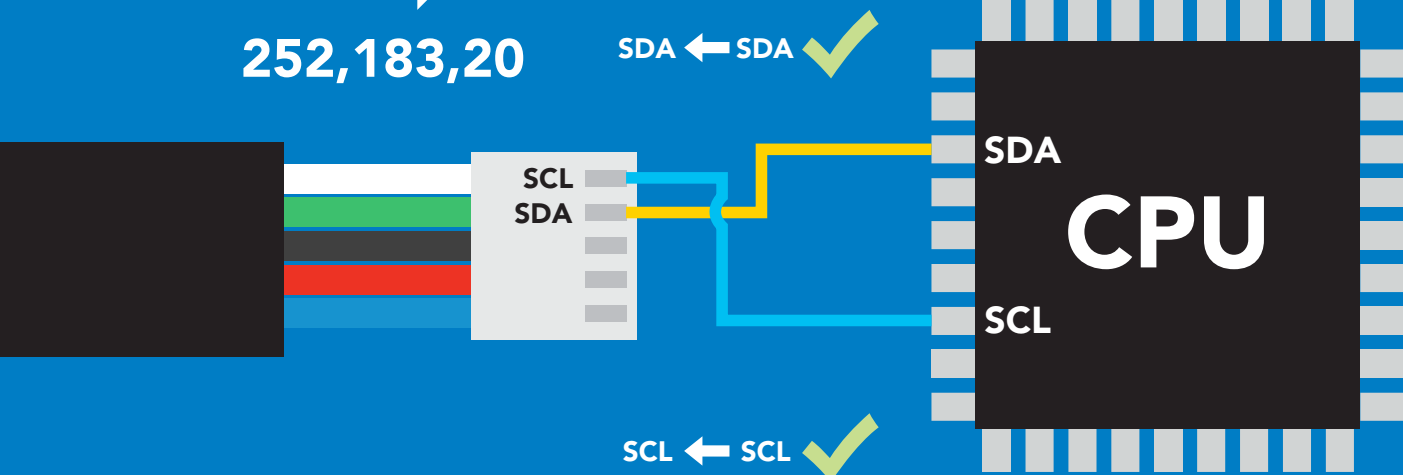 252,183,20
SDA ← SDA
SCL
SDA
SDA
CPU
SCL
SCL ← SCL